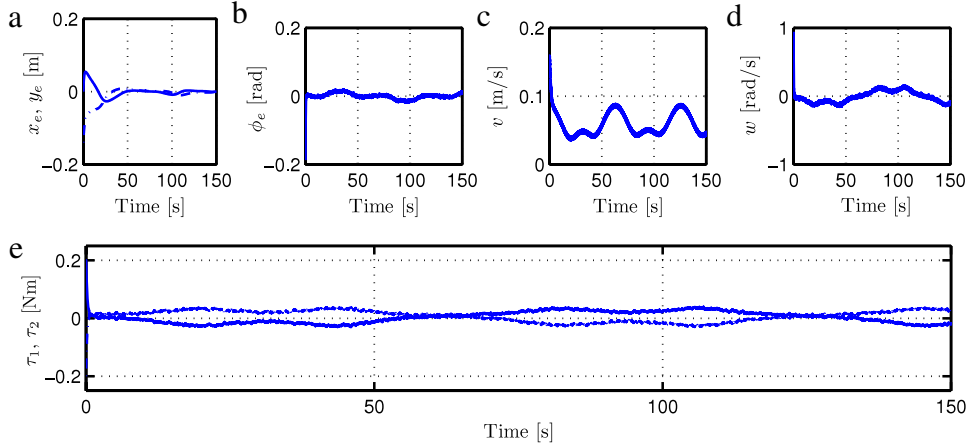 a
0.2
0
−0.2
0 50 100 150
x_e, y_e [m]
Time [s]
b
0.2
0
−0.2
0 50 100 150
ϕ_e [rad]
Time [s]
c
0.2
0.1
0
0 50 100 150
v [m/s]
Time [s]
d
1
0
−1
0 50 100 150
w [rad/s]
Time [s]
e
0.2
0
−0.2
0 50 100 150
τ_1, τ_2 [Nm]
Time [s]